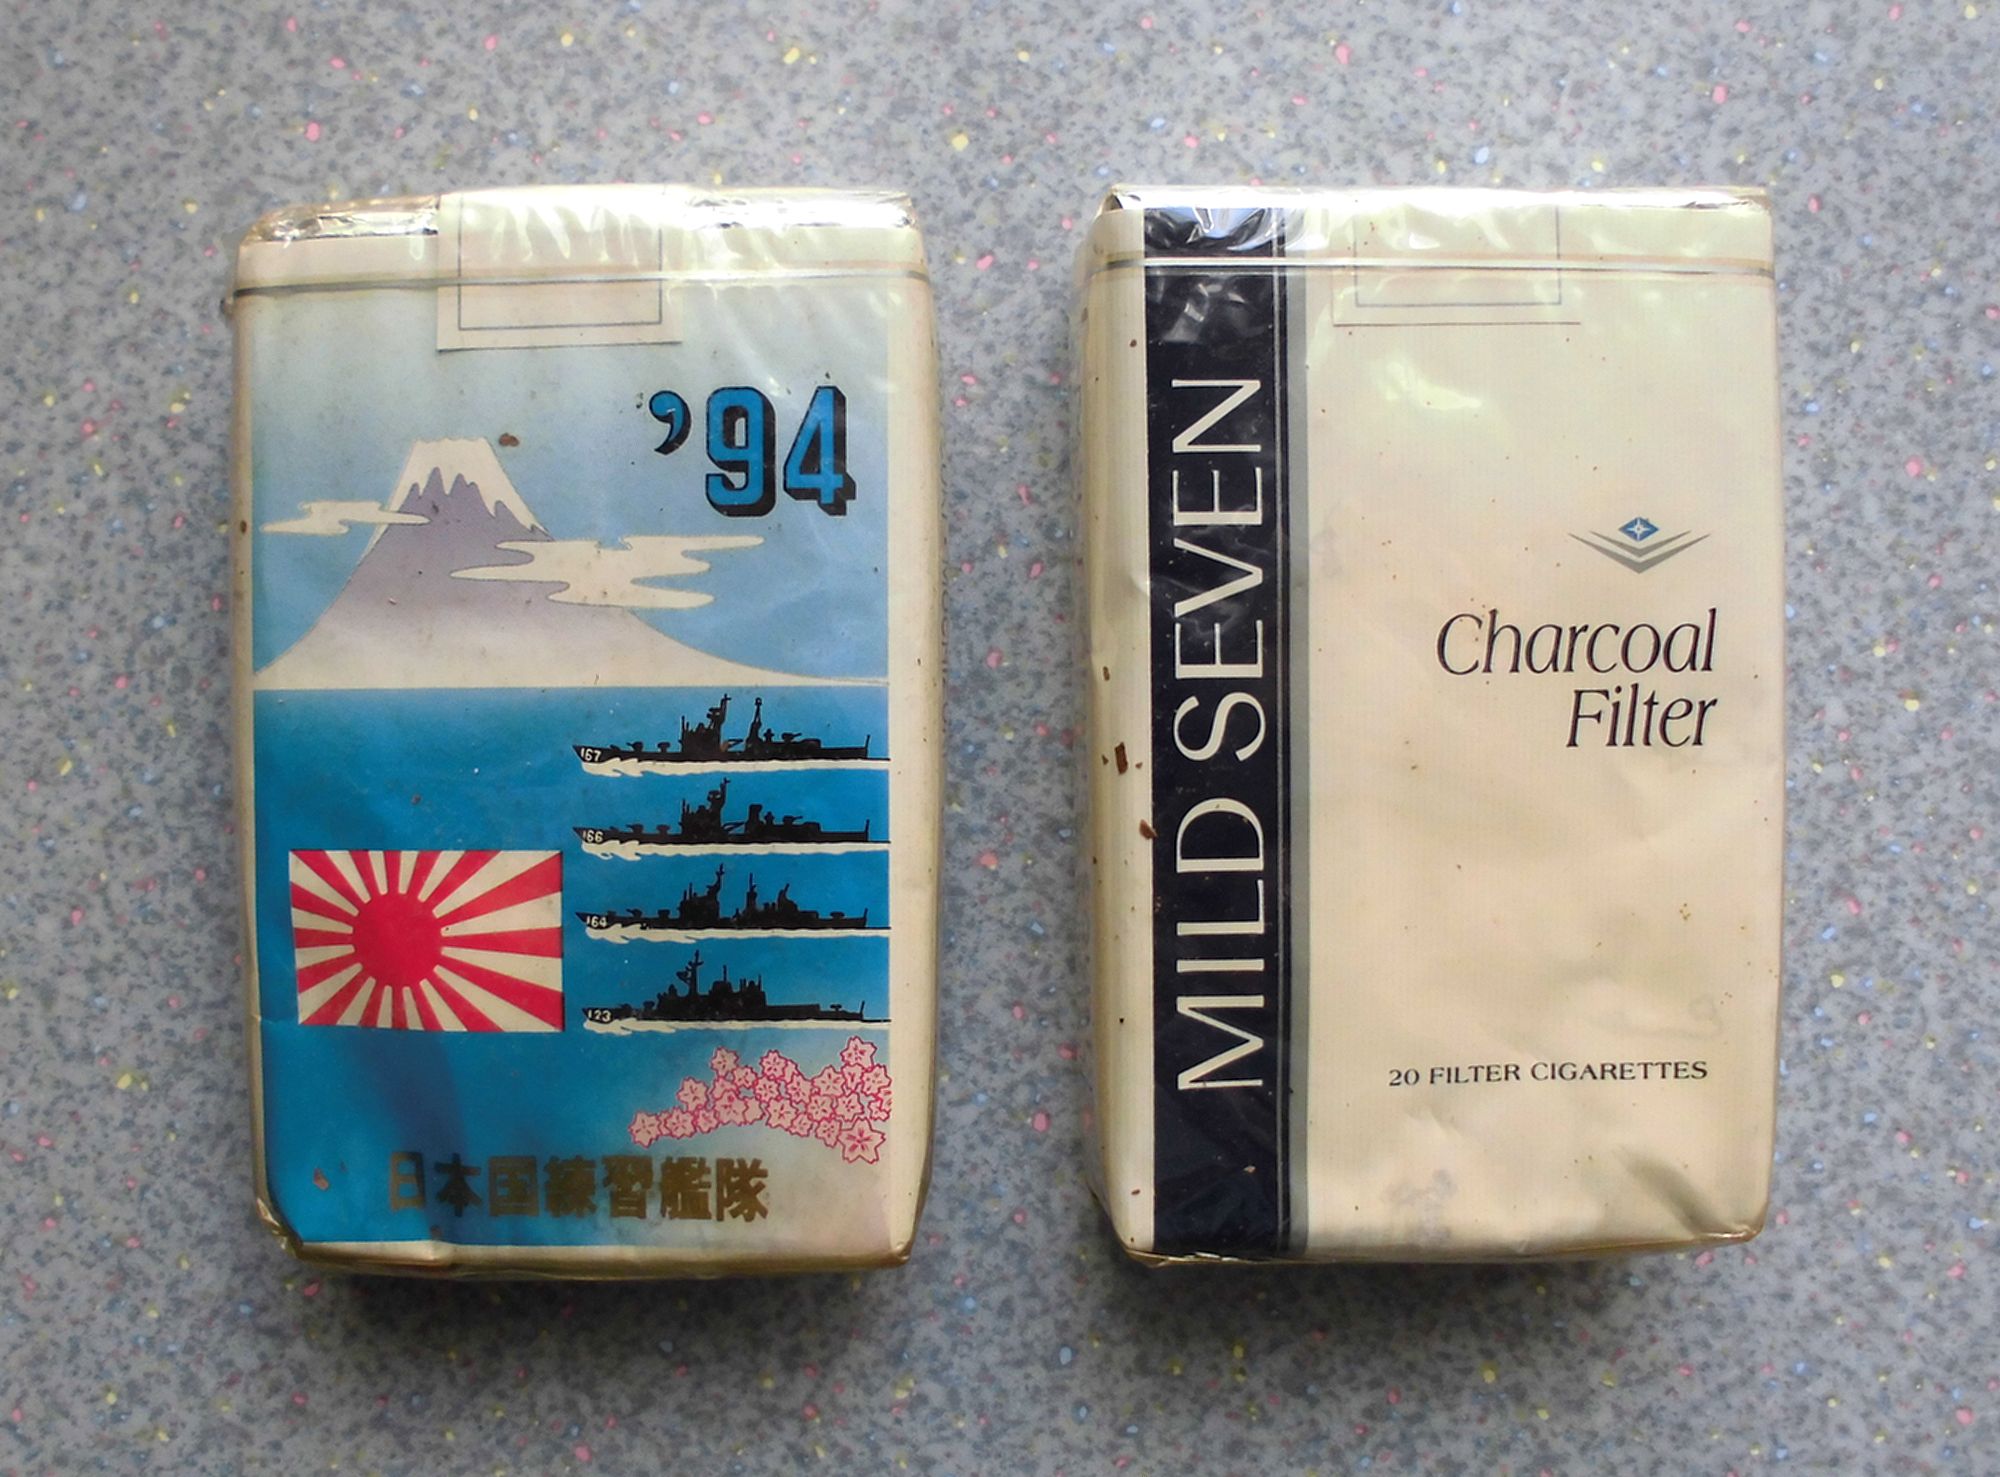 ’94
167
166
164
123
日本国練習艦隊
MILD SEVEN
Charcoal
Filter
20 FILTER CIGARETTES